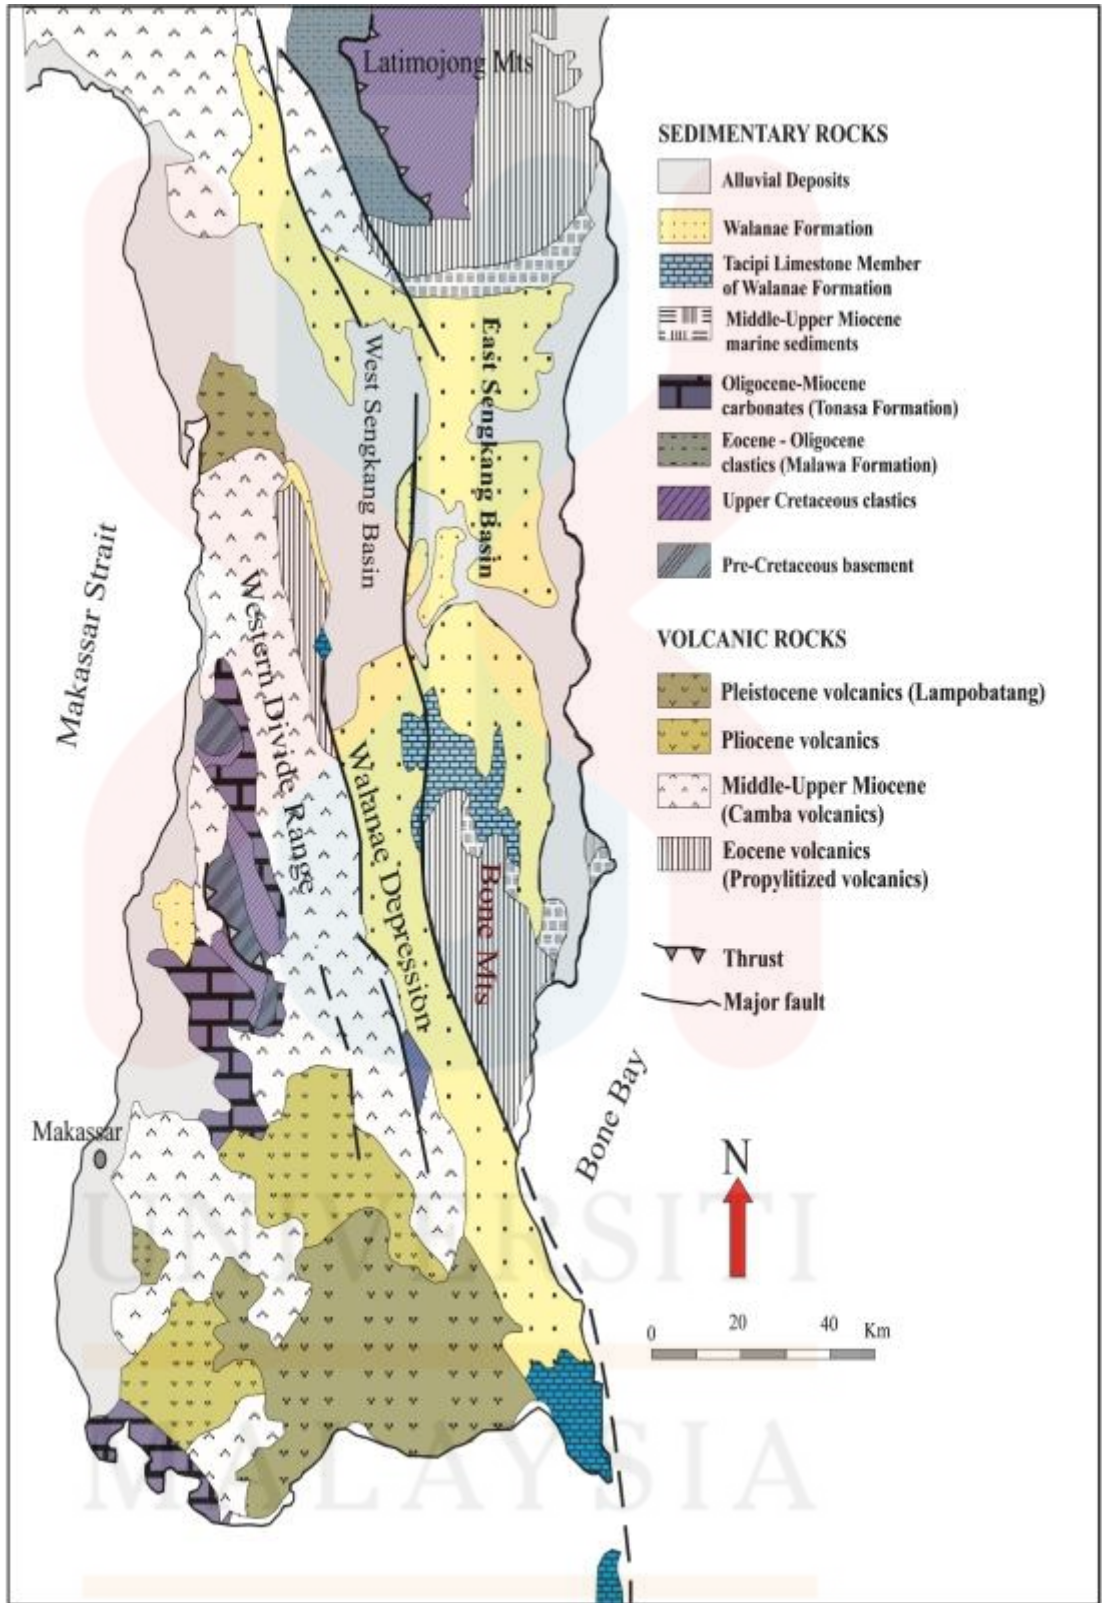 Latimojong Mts
SEDIMENTARY ROCKS
Alluvial Deposits
Walanae Formation
Tacipi Limestone Member
of Walanae Formation
Middle-Upper Miocene
marine sediments
Oligocene-Miocene
carbonates (Tonasa Formation)
Eocene - Oligocene
clastics (Malawa Formation)
Upper Cretaceous clastics
Pre-Cretaceous basement
VOLCANIC ROCKS
Pleistocene volcanics (Lampobatang)
Pliocene volcanics
Middle-Upper Miocene
(Camba volcanics)
Eocene volcanics
(Propylitized volcanics)
Thrust
Major fault
West Sengkang Basin
East Sengkang Basin
Makassar Strait
Western Divide Range
Walanae Depression
Bone Mts
Bone Bay
Makassar
N
0 20 40 Km
UNIVERSITI
MALAYSIA